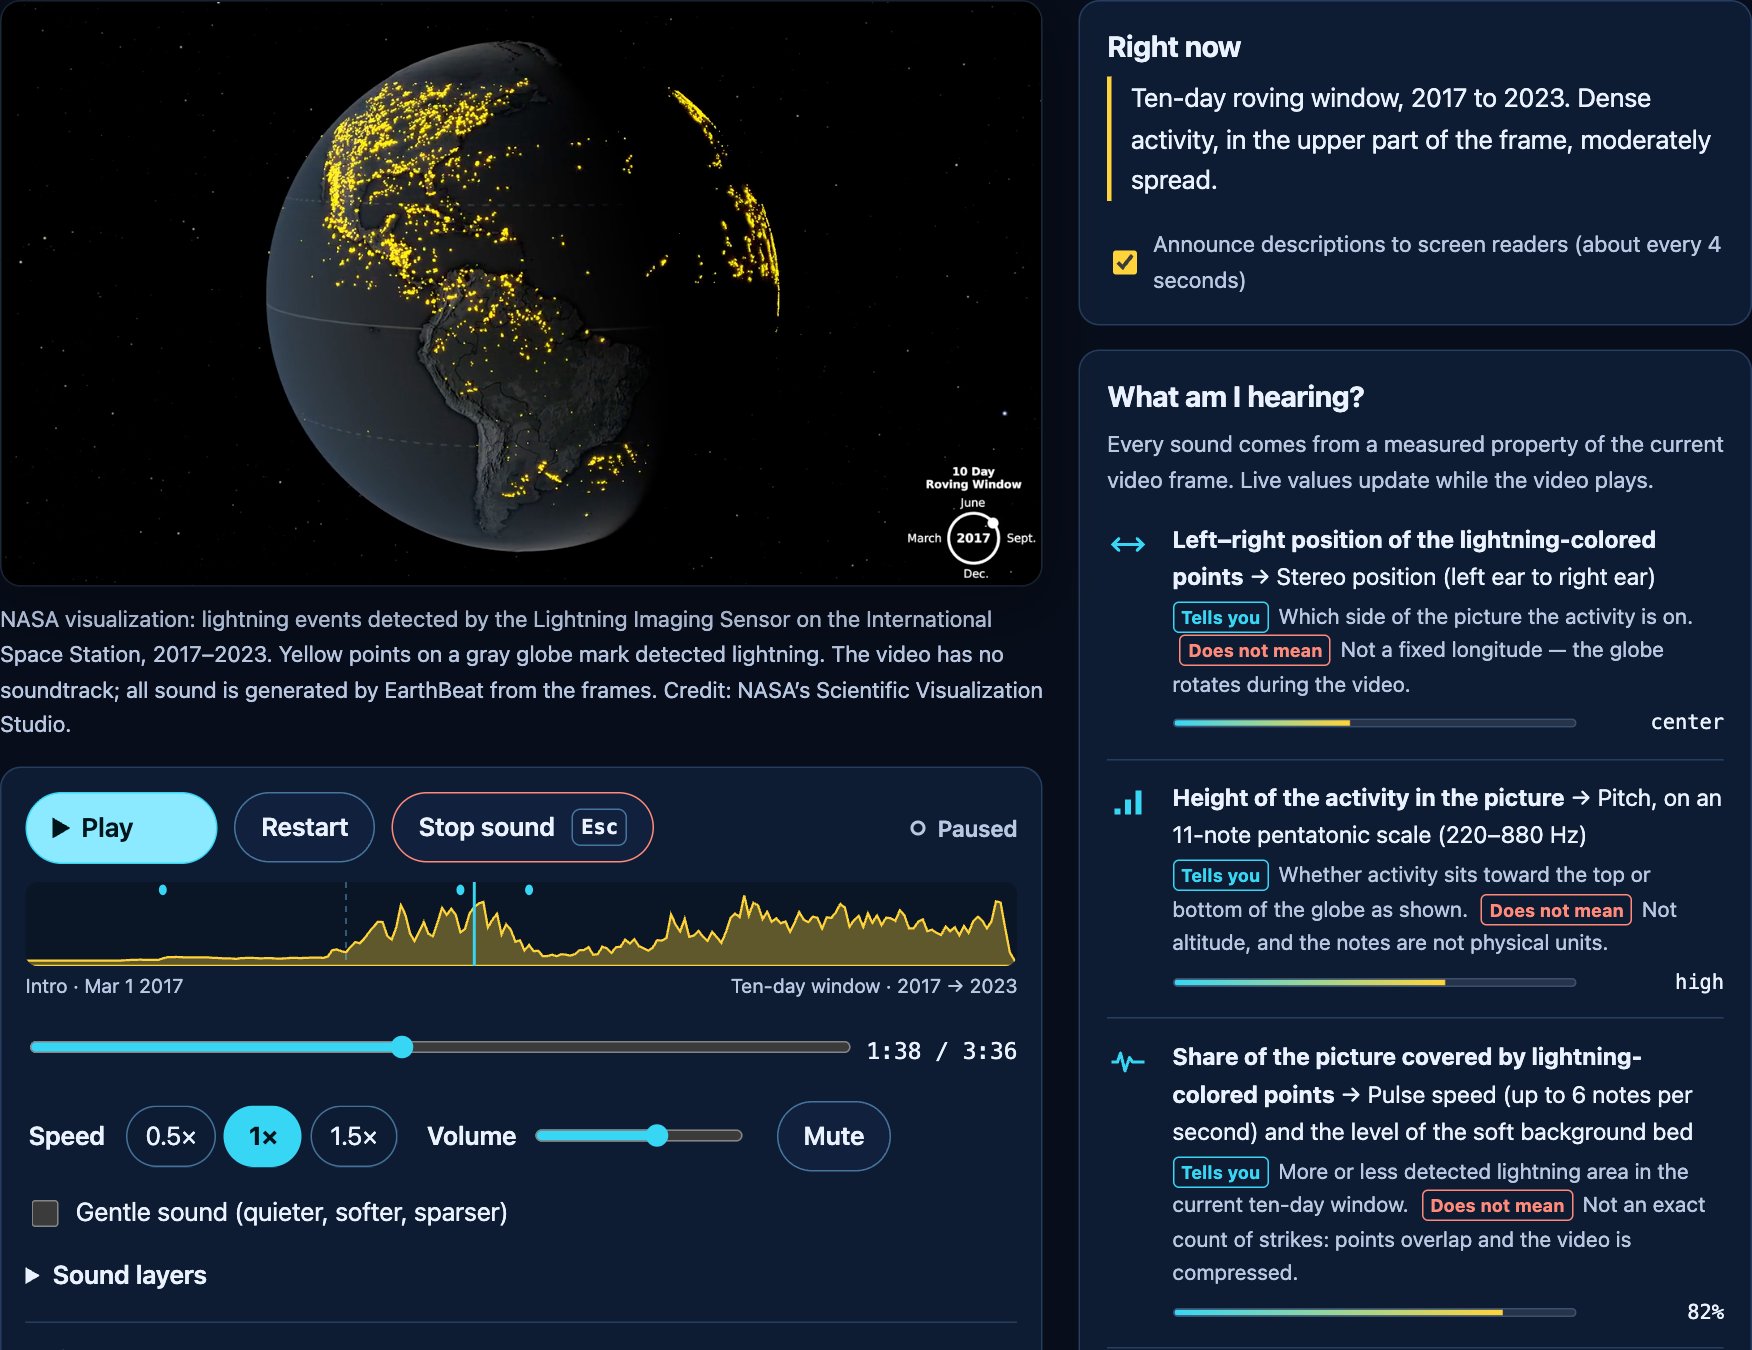 10 Day
Roving Window
June
March 2017 Sept.
Dec.
NASA visualization: lightning events detected by the Lightning Imaging Sensor on the International
Space Station, 2017–2023. Yellow points on a gray globe mark detected lightning. The video has no
soundtrack; all sound is generated by EarthBeat from the frames. Credit: NASA’s Scientific Visualization
Studio.
Play
Restart
Stop sound Esc
Paused
Intro · Mar 1 2017
Ten-day window · 2017 → 2023
1:38 / 3:36
Speed 0.5× 1× 1.5× Volume Mute
Gentle sound (quieter, softer, sparser)
Sound layers
Right now
Ten-day roving window, 2017 to 2023. Dense
activity, in the upper part of the frame, moderately
spread.
Announce descriptions to screen readers (about every 4
seconds)
What am I hearing?
Every sound comes from a measured property of the current
video frame. Live values update while the video plays.
Left–right position of the lightning-colored
points → Stereo position (left ear to right ear)
Tells you Which side of the picture the activity is on.
Does not mean Not a fixed longitude — the globe
rotates during the video.
center
Height of the activity in the picture → Pitch, on an
11-note pentatonic scale (220–880 Hz)
Tells you Whether activity sits toward the top or
bottom of the globe as shown. Does not mean Not
altitude, and the notes are not physical units.
high
Share of the picture covered by lightning-
colored points → Pulse speed (up to 6 notes per
second) and the level of the soft background bed
Tells you More or less detected lightning area in the
current ten-day window. Does not mean Not an exact
count of strikes: points overlap and the video is
compressed.
82%